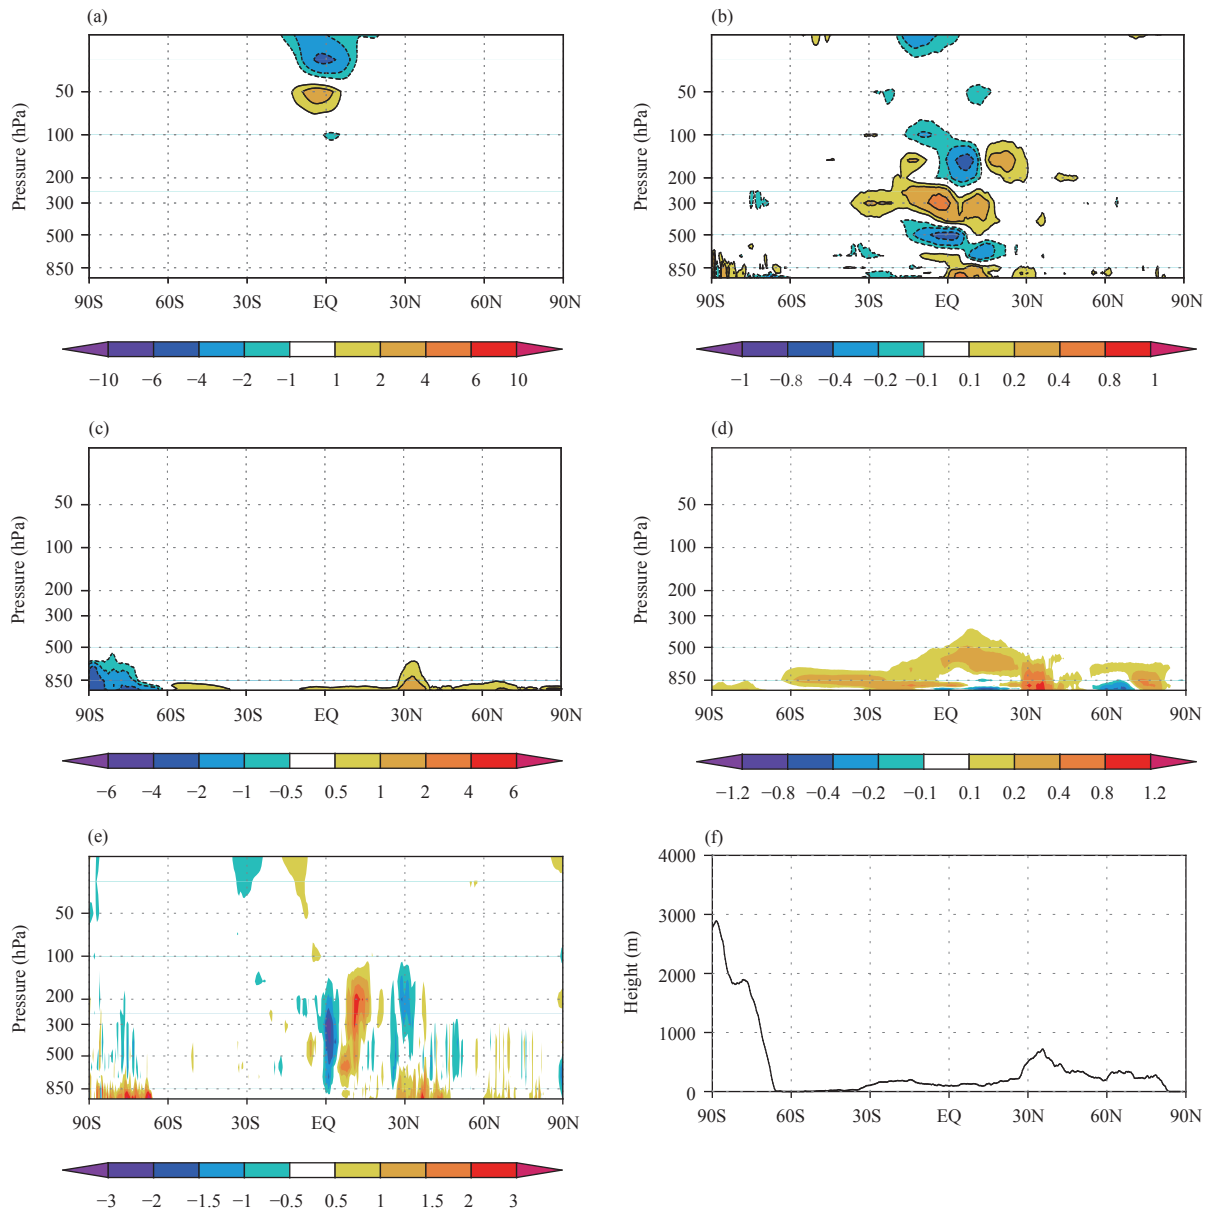 (a)
Pressure (hPa)
50
100
200
300
500
850
90S 60S 30S EQ 30N 60N 90N
−10 −6 −4 −2 −1 1 2 4 6 10
(b)
Pressure (hPa)
50
100
200
300
500
850
90S 60S 30S EQ 30N 60N 90N
−1 −0.8 −0.4 −0.2 −0.1 0.1 0.2 0.4 0.8 1
(c)
Pressure (hPa)
50
100
200
300
500
850
90S 60S 30S EQ 30N 60N 90N
−6 −4 −2 −1 −0.5 0.5 1 2 4 6
(d)
Pressure (hPa)
50
100
200
300
500
850
90S 60S 30S EQ 30N 60N 90N
−1.2 −0.8 −0.4 −0.2 −0.1 0.1 0.2 0.4 0.8 1.2
(e)
Pressure (hPa)
50
100
200
300
500
850
90S 60S 30S EQ 30N 60N 90N
−3 −2 −1.5 −1 −0.5 0.5 1 1.5 2 3
(f)
Height (m)
4000
3000
2000
1000
0
90S 60S 30S EQ 30N 60N 90N